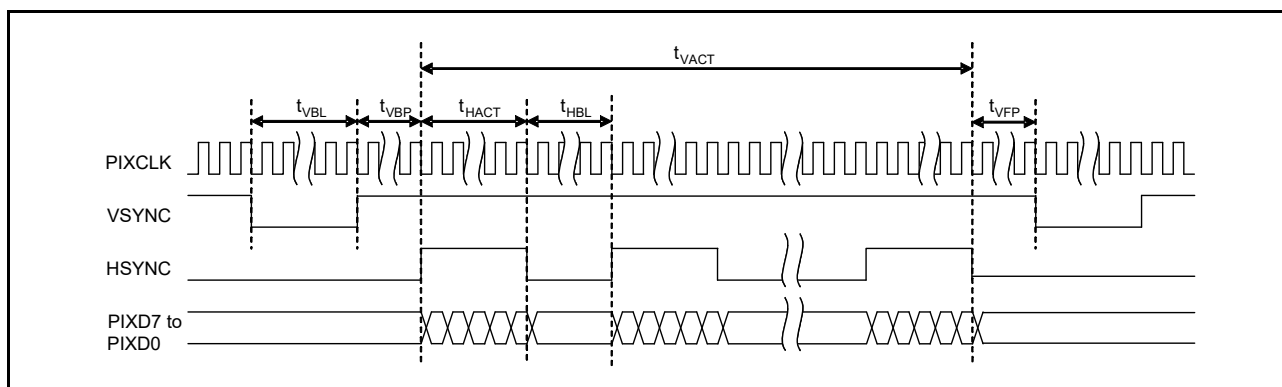 tVACT
tVBL tVBP tHACT tHBL tVFP
PIXCLK
VSYNC
HSYNC
PIXD7 to
PIXD0